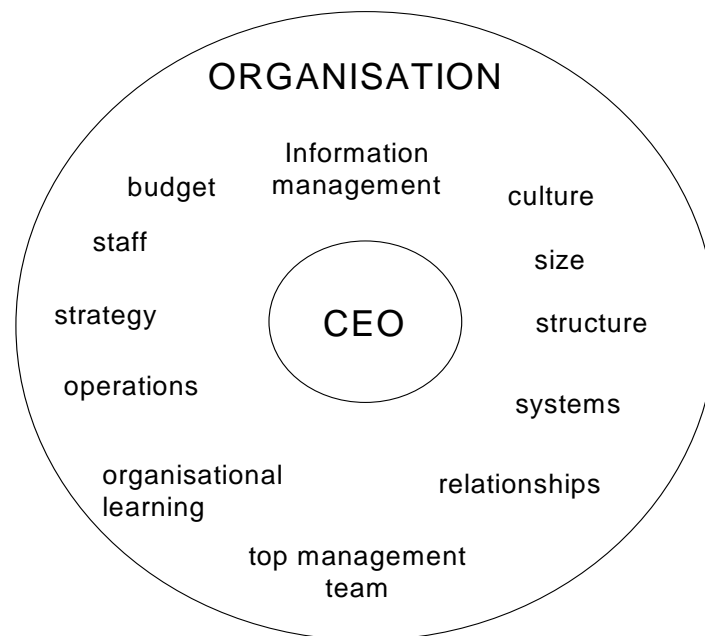 ORGANISATION
Information
management
budget
culture
staff
size
strategy
CEO
structure
operations
systems
organisational
learning
relationships
top management
team